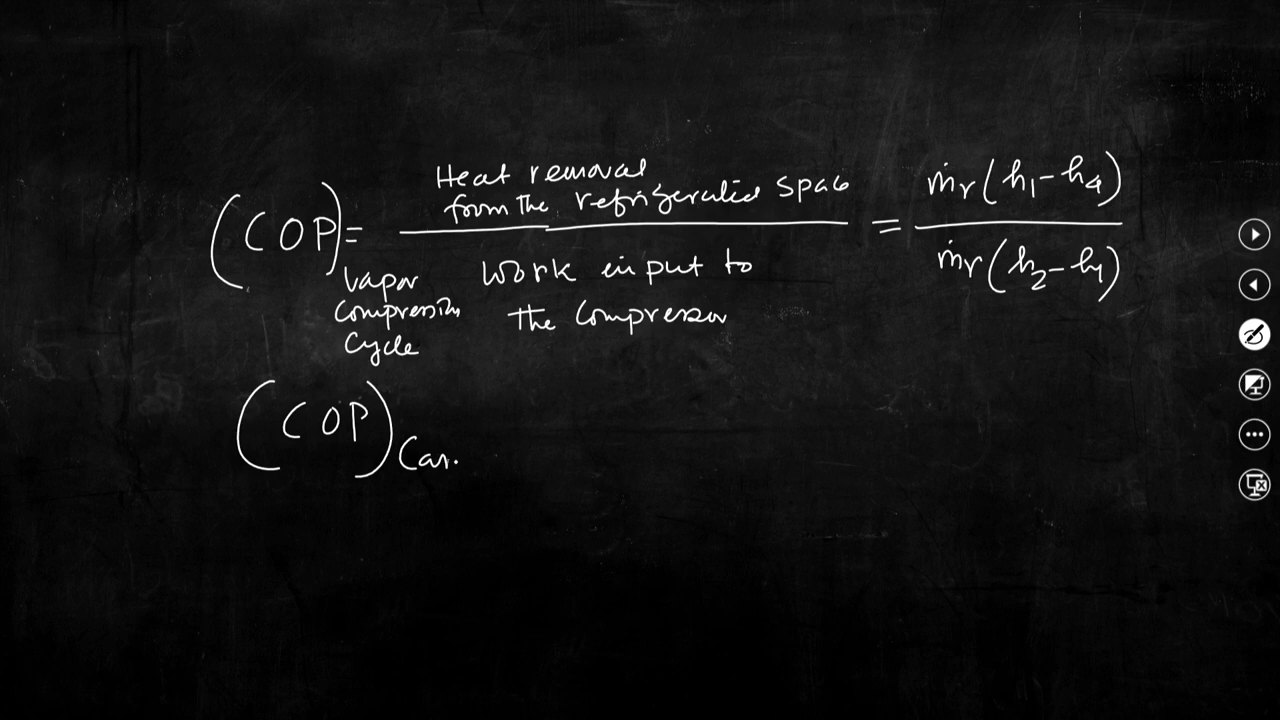 Heat removal
from the refrigerated space
(COP) = = ṁr(h1-h4)
Vapor work input to ṁr(h2-h1)
Compression the Compressor
Cycle
(COP)Car.